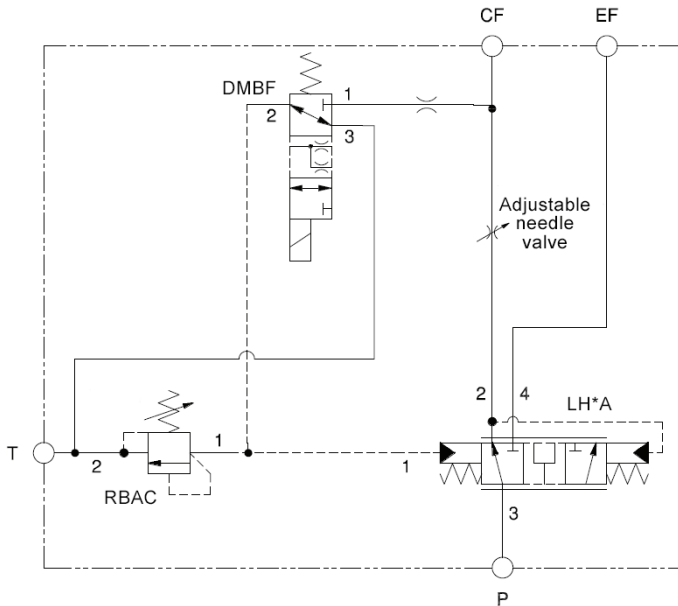 CF
EF
DMBF
1
2
3
Adjustable
needle
valve
2
4
LH*A
T
2
1
1
RBAC
3
P